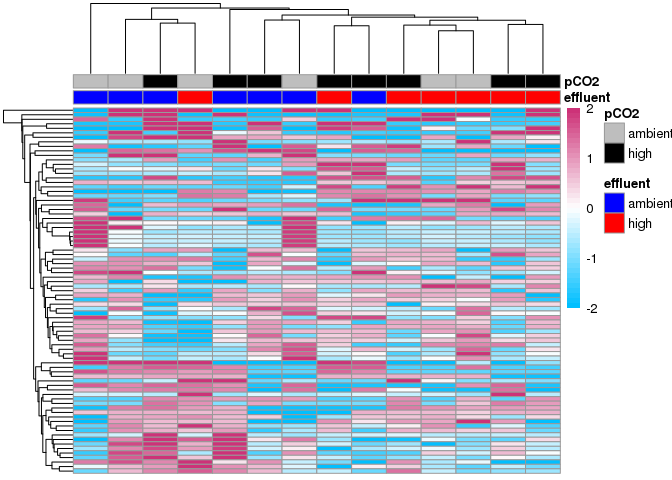 pCO2
effluent
2
1
0
-1
-2
pCO2
ambient
high
effluent
ambient
high